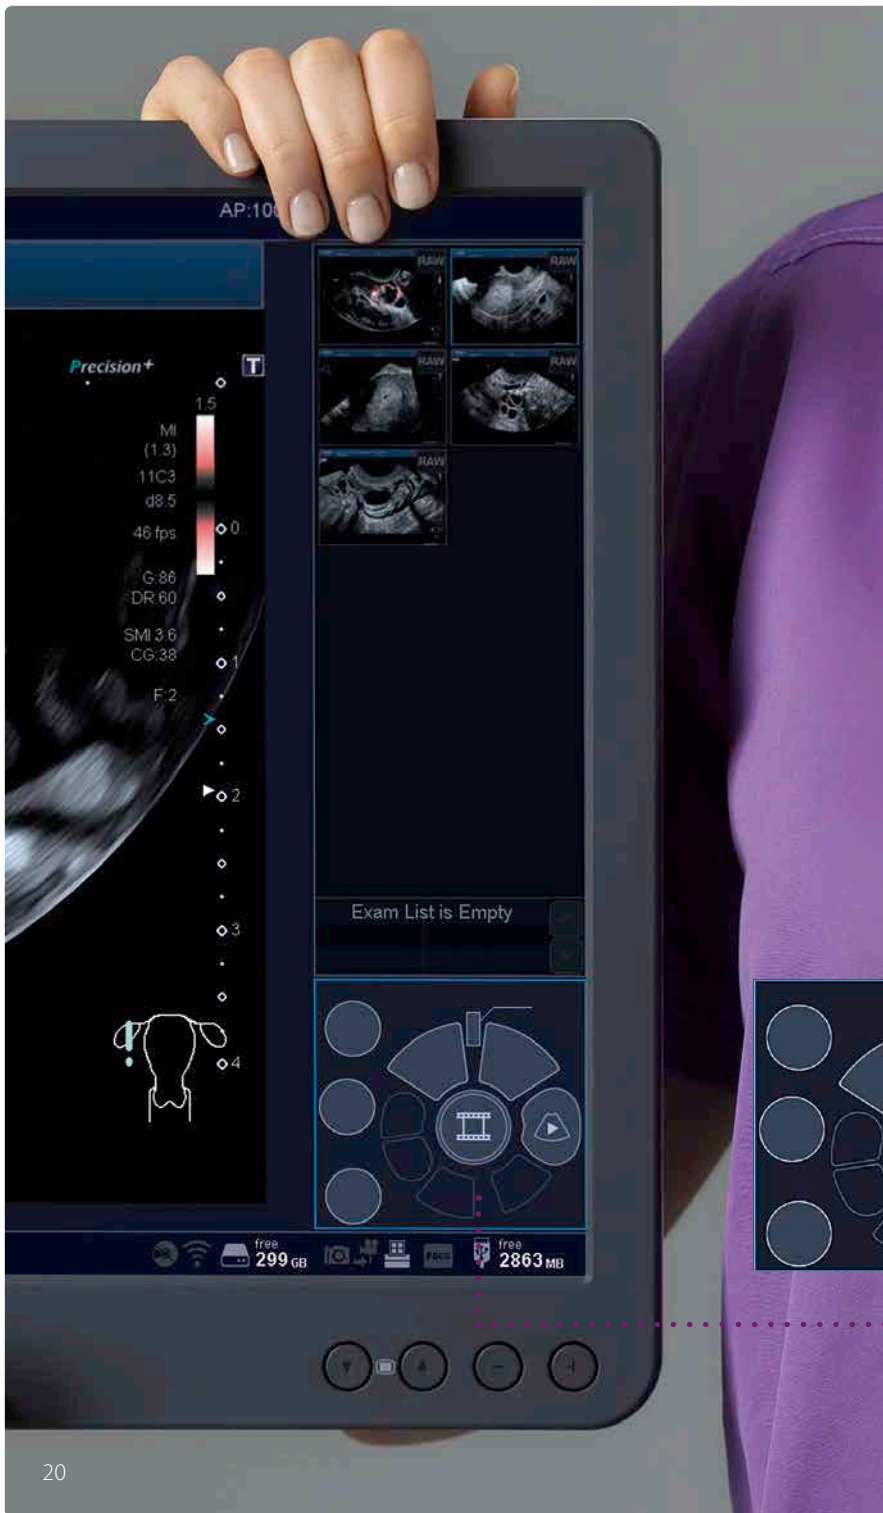 AP:100
RAW
RAW
RAW
RAW
RAW
Precision+
T
1.5
MI
(1.3)
11C3
d8.5
46 fps
0
G:86
DR:60
SMI 3.6
CG:38
1
F:2
2
3
Exam List is Empty
4
free
299 GB
free
2863 MB
20